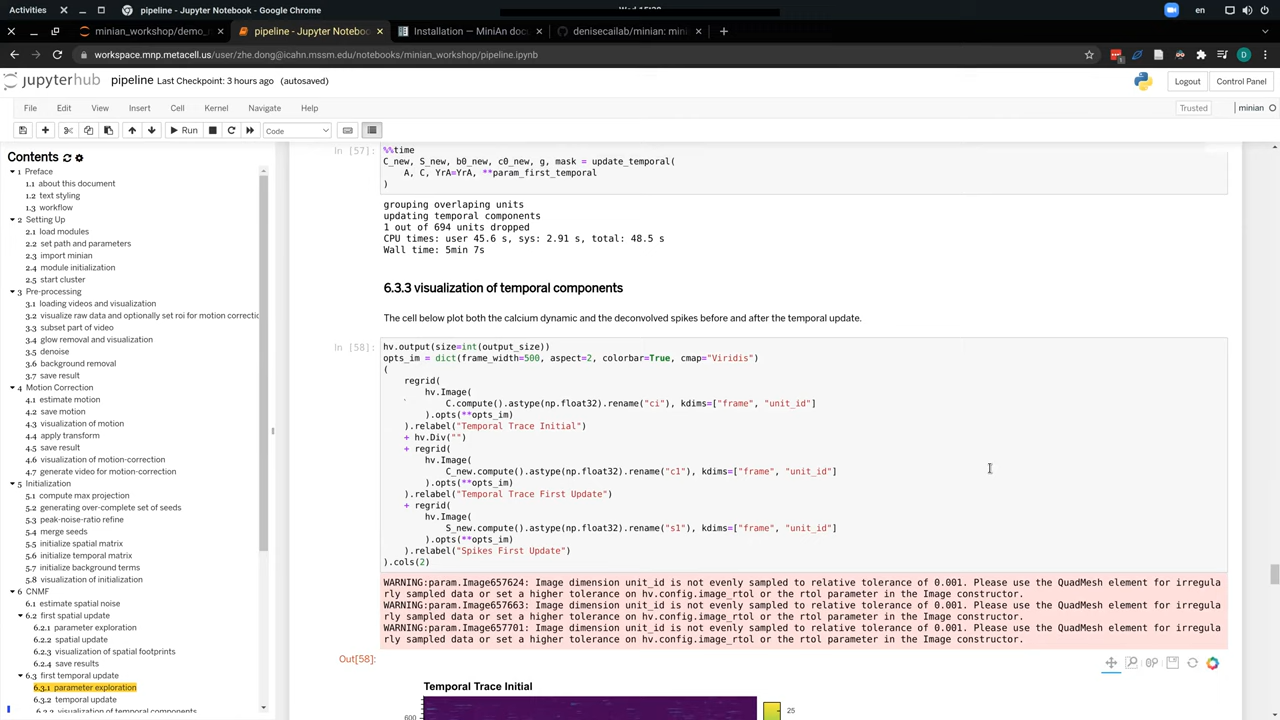 Activities
pipeline - Jupyter Notebook - Google Chrome
en
minian_workshop/demo_
pipeline - Jupyter Noteboo
Installation — MiniAn docu
denisecailab/minian: mini
workspace.mnp.metacell.us/user/zhe.dong@icahn.mssm.edu/notebooks/minian_workshop/pipeline.ipynb
jupyterhub pipeline Last Checkpoint: 3 hours ago (autosaved)
Logout
Control Panel
File Edit View Insert Cell Kernel Navigate Help
Trusted
minian
Run
Code
Contents
1 Preface
1.1 about this document
1.2 text styling
1.3 workflow
2 Setting Up
2.1 load modules
2.2 set path and parameters
2.3 import minian
2.4 module initialization
2.5 start cluster
3 Pre-processing
3.1 loading videos and visualization
3.2 visualize raw data and optionally set roi for motion correctio
3.3 subset part of video
3.4 glow removal and visualization
3.5 denoise
3.6 background removal
3.7 save result
4 Motion Correction
4.1 estimate motion
4.2 save motion
4.3 visualization of motion
4.4 apply transform
4.5 save result
4.6 visualization of motion-correction
4.7 generate video for motion-correction
5 Initialization
5.1 compute max projection
5.2 generating over-complete set of seeds
5.3 peak-noise-ratio refine
5.4 merge seeds
5.5 initialize spatial matrix
5.6 initialize temporal matrix
5.7 initialize background terms
5.8 visualization of initialization
6 CNMF
6.1 estimate spatial noise
6.2 first spatial update
6.2.1 parameter exploration
6.2.2 spatial update
6.2.3 visualization of spatial footprints
6.2.4 save results
6.3 first temporal update
6.3.1 parameter exploration
6.3.2 temporal update
6.3.3 visualization of temporal components
In [57]:
%%time
C_new, S_new, b0_new, c0_new, g, mask = update_temporal(
A, C, YrA=YrA, **param_first_temporal
)
grouping overlaping units
updating temporal components
1 out of 694 units dropped
CPU times: user 45.6 s, sys: 2.91 s, total: 48.5 s
Wall time: 5min 7s
6.3.3 visualization of temporal components
The cell below plot both the calcium dynamic and the deconvolved spikes before and after the temporal update.
In [58]:
hv.output(size=int(output_size))
opts_im = dict(frame_width=500, aspect=2, colorbar=True, cmap="Viridis")
(
regrid(
hv.Image(
C.compute().astype(np.float32).rename("ci"), kdims=["frame", "unit_id"]
).opts(**opts_im)
).relabel("Temporal Trace Initial")
+ hv.Div("")
+ regrid(
hv.Image(
C_new.compute().astype(np.float32).rename("c1"), kdims=["frame", "unit_id"]
).opts(**opts_im)
).relabel("Temporal Trace First Update")
+ regrid(
hv.Image(
S_new.compute().astype(np.float32).rename("s1"), kdims=["frame", "unit_id"]
).opts(**opts_im)
).relabel("Spikes First Update")
).cols(2)
WARNING:param.Image657624: Image dimension unit_id is not evenly sampled to relative tolerance of 0.001. Please use the QuadMesh element for irregula
rly sampled data or set a higher tolerance on hv.config.image_rtol or the rtol parameter in the Image constructor.
WARNING:param.Image657663: Image dimension unit_id is not evenly sampled to relative tolerance of 0.001. Please use the QuadMesh element for irregula
rly sampled data or set a higher tolerance on hv.config.image_rtol or the rtol parameter in the Image constructor.
WARNING:param.Image657701: Image dimension unit_id is not evenly sampled to relative tolerance of 0.001. Please use the QuadMesh element for irregula
rly sampled data or set a higher tolerance on hv.config.image_rtol or the rtol parameter in the Image constructor.
Out[58]:
Temporal Trace Initial
600
25